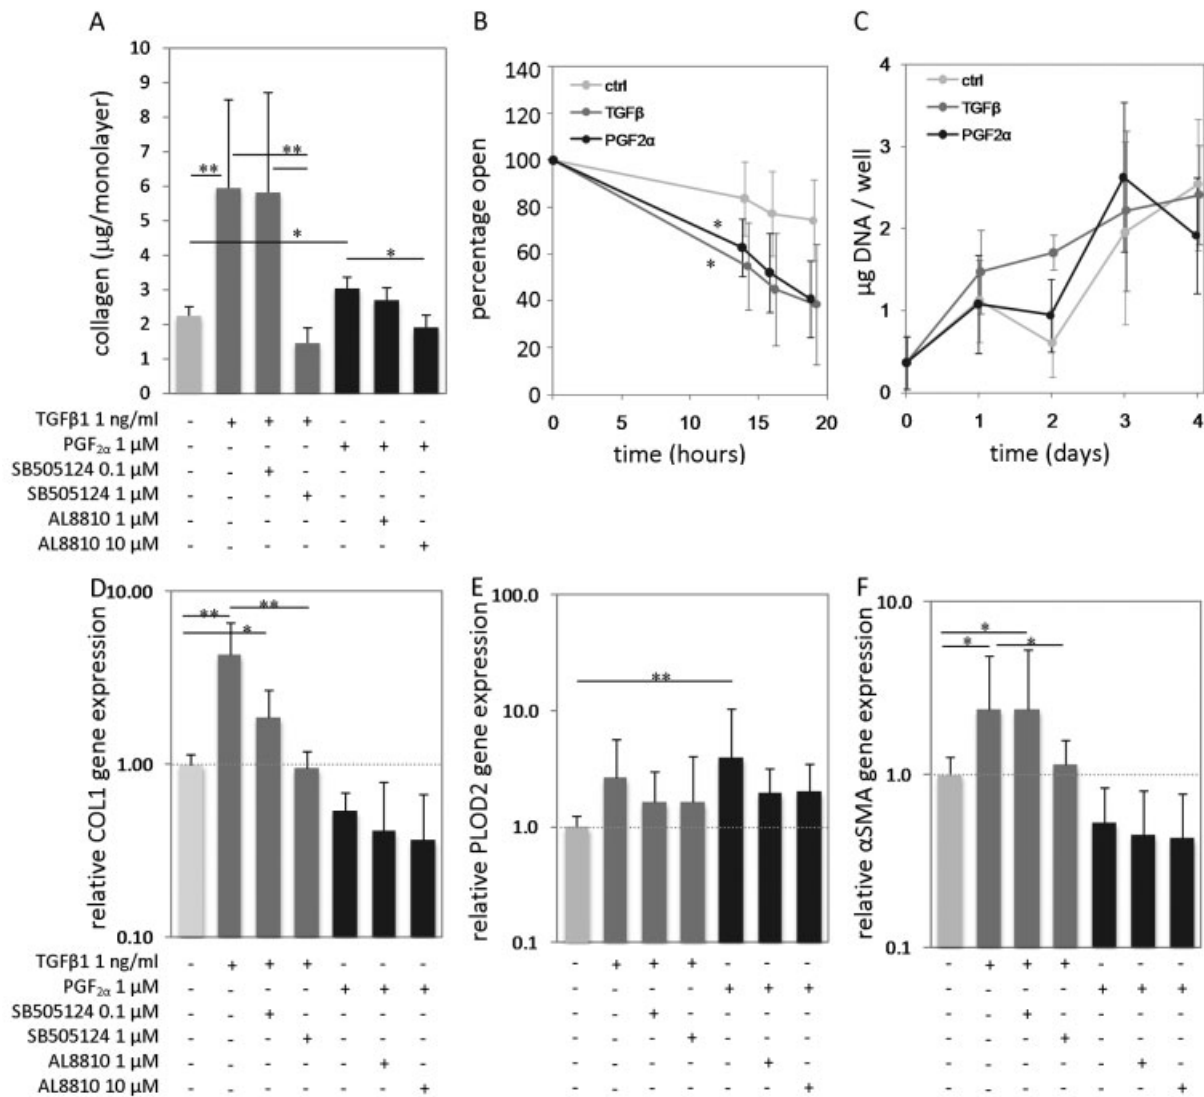 A
collagen (µg/monolayer)
10
9
8
7
6
5
4
3
2
1
0
**
**
*
*
TGFβ1 1 ng/ml - + + + - - -
PGF2α 1 µM - - - - + + +
SB505124 0.1 µM - - + - - - -
SB505124 1 µM - - - + - - -
AL8810 1 µM - - - - - + -
AL8810 10 µM - - - - - - +
B
percentage open
140
120
100
80
60
40
20
0
ctrl
TGFβ
PGF2α
*
*
0 5 10 15 20
time (hours)
C
µg DNA / well
4
3
2
1
0
ctrl
TGFβ
PGF2α
0 1 2 3 4
time (days)
D
relative COL1 gene expression
10.00
1.00
0.10
**
**
*
TGFβ1 1 ng/ml - + + + - - -
PGF2α 1 µM - - - - + + +
SB505124 0.1 µM - - + - - - -
SB505124 1 µM - - - + - - -
AL8810 1 µM - - - - - + -
AL8810 10 µM - - - - - - +
E
relative PLOD2 gene expression
100.0
10.0
1.0
0.1
**
- + + + - - -
- - - - + + +
- - + - - - -
- - - + - - -
- - - - - + -
- - - - - - +
F
relative αSMA gene expression
10.0
1.0
0.1
*
*
*
- + + + - - -
- - - - + + +
- - + - - - -
- - - + - - -
- - - - - + -
- - - - - - +